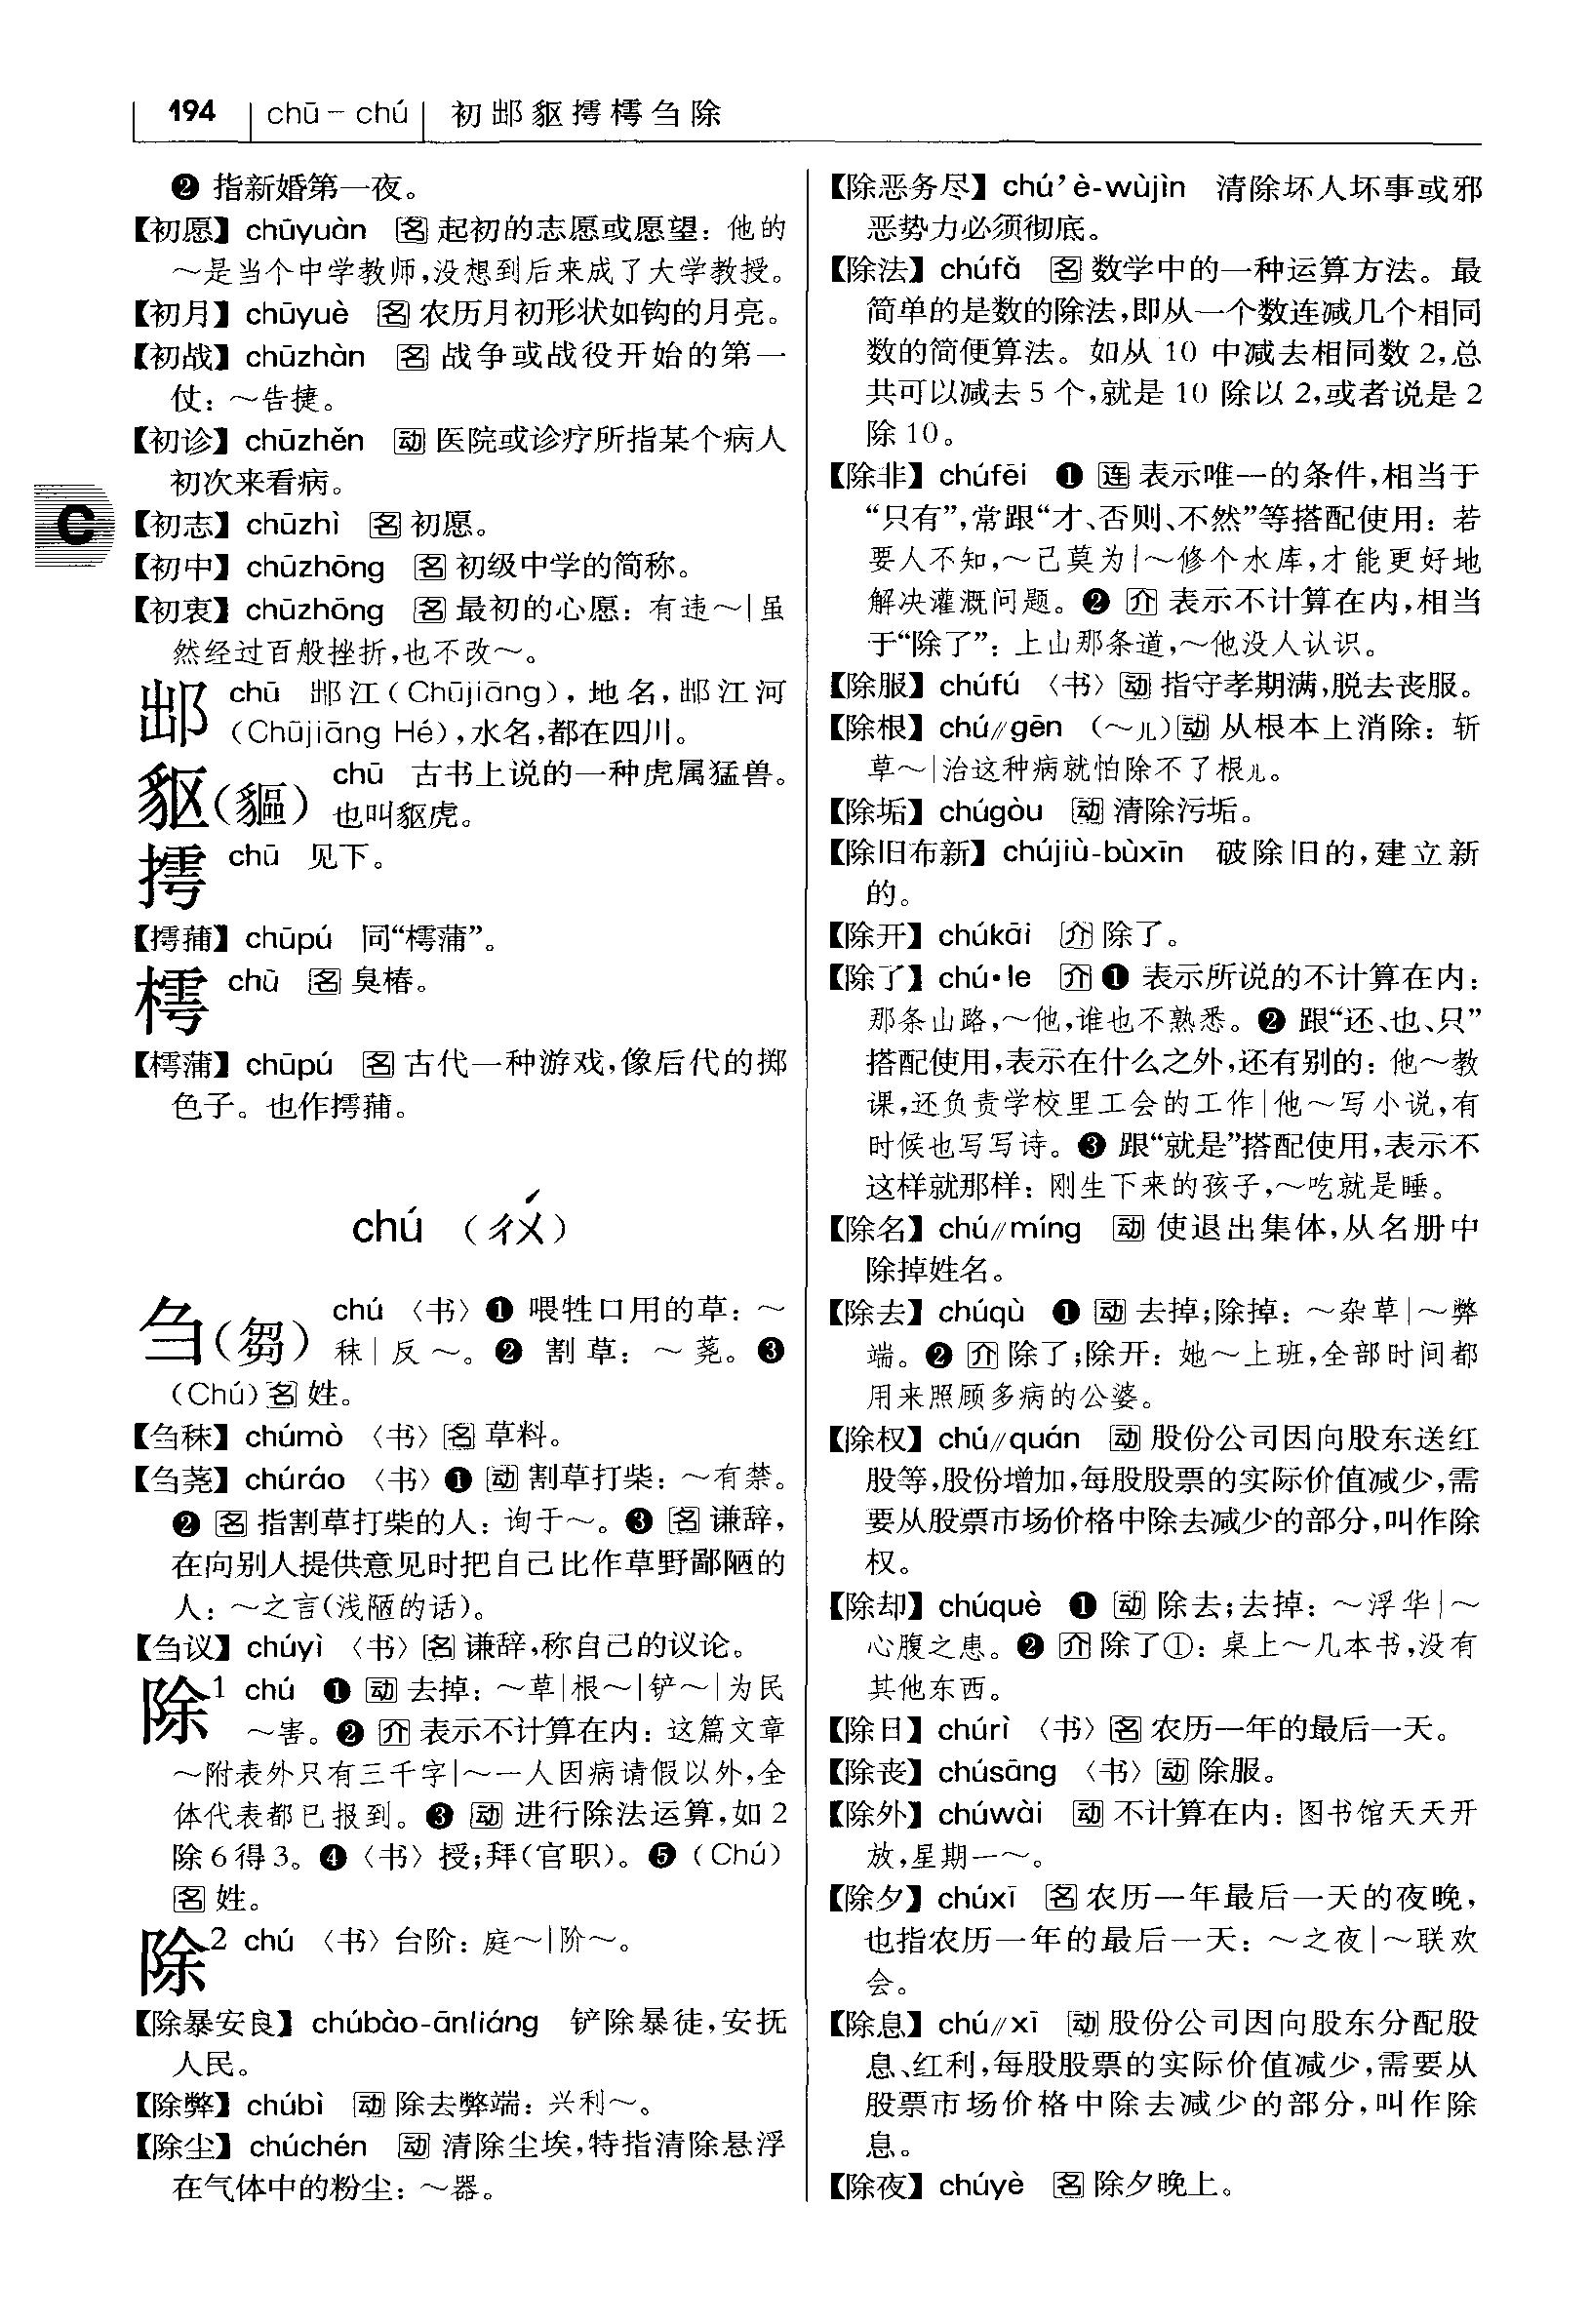 194 chū－chú 初䢺䝙摴樗刍除
❷ 指新婚第一夜。
【初愿】 chūyuàn 名 起初的志愿或愿望：他的
～是当个中学教师，没想到后来成了大学教授。
【初月】 chūyuè 名 农历月初形状如钩的月亮。
【初战】 chūzhàn 名 战争或战役开始的第一
仗：～告捷。
【初诊】 chūzhěn 动 医院或诊疗所指某个病人
初次来看病。
C
【初志】 chūzhì 名 初愿。
【初中】 chūzhōng 名 初级中学的简称。
【初衷】 chūzhōng 名 最初的心愿：有违～|虽
然经过百般挫折，也不改～。
䢺 chū 䢺江(Chūjiāng)，地名，䢺江河
(Chūjiāng Hé)，水名，都在四川。
䝙(貙) chū 古书上说的一种虎属猛兽。
也叫䝙虎。
摴 chū 见下。
【摴蒱】 chūpú 同“樗蒲”。
樗 chū 名 臭椿。
【樗蒲】 chūpú 名 古代一种游戏，像后代的掷
色子。也作摴蒱。
chú （ㄔㄨˊ）
刍(芻) chú 〈书〉❶ 喂牲口用的草：～
秣|反～。❷ 割草：～荛。❸
(Chú)名 姓。
【刍秣】 chúmò 〈书〉名 草料。
【刍荛】 chúráo 〈书〉❶ 动 割草打柴：～有禁。
❷ 名 指割草打柴的人：询于～。❸ 名 谦辞，
在向别人提供意见时把自己比作草野鄙陋的
人：～之言(浅陋的话)。
【刍议】 chúyì 〈书〉名 谦辞，称自己的议论。
除1 chú ❶ 动 去掉：～草|根～|铲～|为民
～害。❷ 介 表示不计算在内：这篇文章
～附表外只有三千字|～一人因病请假以外，全
体代表都已报到。❸ 动 进行除法运算，如 2
除 6 得 3。❹〈书〉授；拜(官职)。❺ (Chú)
名 姓。
除2 chú 〈书〉台阶：庭～|阶～。
【除暴安良】 chúbào-ānliáng 铲除暴徒，安抚
人民。
【除弊】 chúbì 动 除去弊端：兴利～。
【除尘】 chúchén 动 清除尘埃，特指清除悬浮
在气体中的粉尘：～器。
【除恶务尽】 chú’è-wùjìn 清除坏人坏事或邪
恶势力必须彻底。
【除法】 chúfǎ 名 数学中的一种运算方法。最
简单的是数的除法，即从一个数连减几个相同
数的简便算法。如从 10 中减去相同数 2，总
共可以减去 5 个，就是 10 除以 2，或者说是 2
除 10。
【除非】 chúfēi ❶ 连 表示唯一的条件，相当于
“只有”，常跟“才、否则、不然”等搭配使用：若
要人不知，～己莫为|～修个水库，才能更好地
解决灌溉问题。❷ 介 表示不计算在内，相当
于“除了”：上山那条道，～他没人认识。
【除服】 chúfú 〈书〉动 指守孝期满，脱去丧服。
【除根】 chú//gēn (～儿)动 从根本上消除：斩
草～|治这种病就怕除不了根儿。
【除垢】 chúgòu 动 清除污垢。
【除旧布新】 chújiù-bùxīn 破除旧的，建立新
的。
【除开】 chúkāi 介 除了。
【除了】 chú·le 介 ❶ 表示所说的不计算在内：
那条山路，～他，谁也不熟悉。❷ 跟“还、也、只”
搭配使用，表示在什么之外，还有别的：他～教
课，还负责学校里工会的工作|他～写小说，有
时候也写写诗。❸ 跟“就是”搭配使用，表示不
这样就那样：刚生下来的孩子，～吃就是睡。
【除名】 chú//míng 动 使退出集体，从名册中
除掉姓名。
【除去】 chúqù ❶ 动 去掉；除掉：～杂草|～弊
端。❷ 介 除了；除开：她～上班，全部时间都
用来照顾多病的公婆。
【除权】 chú//quán 动 股份公司因向股东送红
股等，股份增加，每股股票的实际价值减少，需
要从股票市场价格中除去减少的部分，叫作除
权。
【除却】 chúquè ❶ 动 除去；去掉：～浮华|～
心腹之患。❷ 介 除了①：桌上～几本书，没有
其他东西。
【除日】 chúrì 〈书〉名 农历一年的最后一天。
【除丧】 chúsāng 〈书〉动 除服。
【除外】 chúwài 动 不计算在内：图书馆天天开
放，星期一～。
【除夕】 chúxī 名 农历一年最后一天的夜晚，
也指农历一年的最后一天：～之夜|～联欢
会。
【除息】 chú//xī 动 股份公司因向股东分配股
息、红利，每股股票的实际价值减少，需要从
股票市场价格中除去减少的部分，叫作除
息。
【除夜】 chúyè 名 除夕晚上。